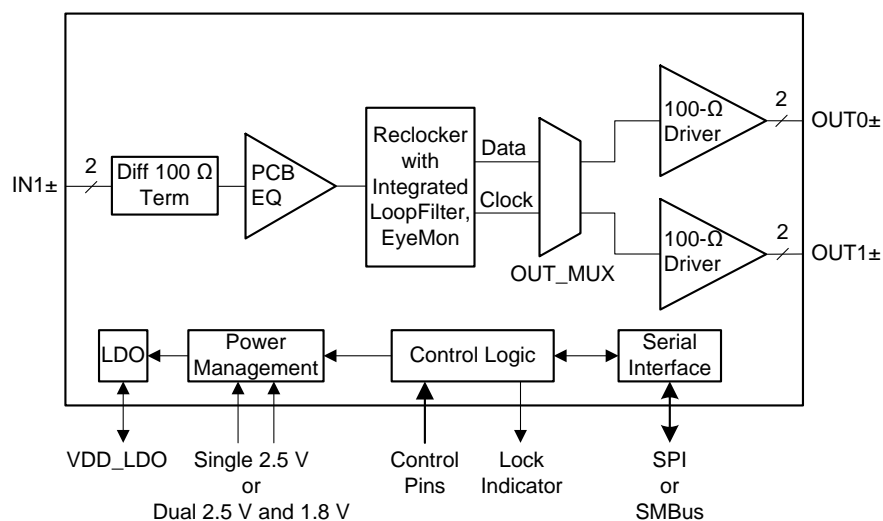 IN1±
2
Diff 100 Ω
Term
PCB
EQ
Reclocker
with
Integrated
LoopFilter,
EyeMon
Data
Clock
OUT_MUX
100-Ω
Driver
2
OUT0±
100-Ω
Driver
2
OUT1±
LDO
Power
Management
Control Logic
Serial
Interface
VDD_LDO
Single 2.5 V
or
Dual 2.5 V and 1.8 V
Control
Pins
Lock
Indicator
SPI
or
SMBus